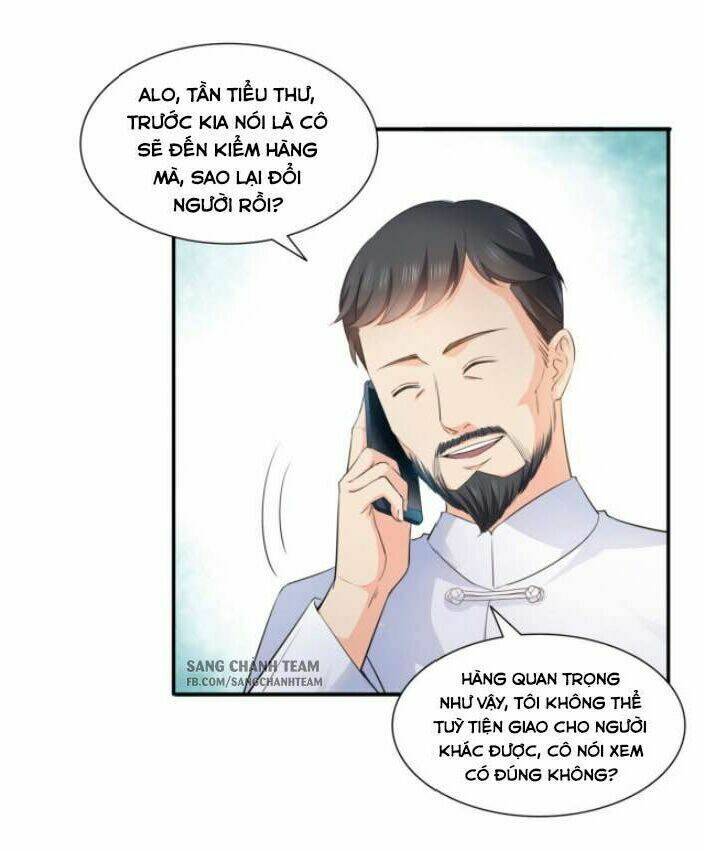 ALO, TẦN TIỂU THƯ,
TRƯỚC KIA NÓI LÀ CÔ
SẼ ĐẾN KIỂM HÀNG
MÀ, SAO LẠI ĐỔI
NGƯỜI RỒI?
SANG CHẢNH TEAM
FB.COM/SANGCHANHTEAM
HÀNG QUAN TRỌNG
NHƯ VẬY, TÔI KHÔNG THỂ
TUỲ TIỆN GIAO CHO NGƯỜI
KHÁC ĐƯỢC, CÔ NÓI XEM
CÓ ĐÚNG KHÔNG?